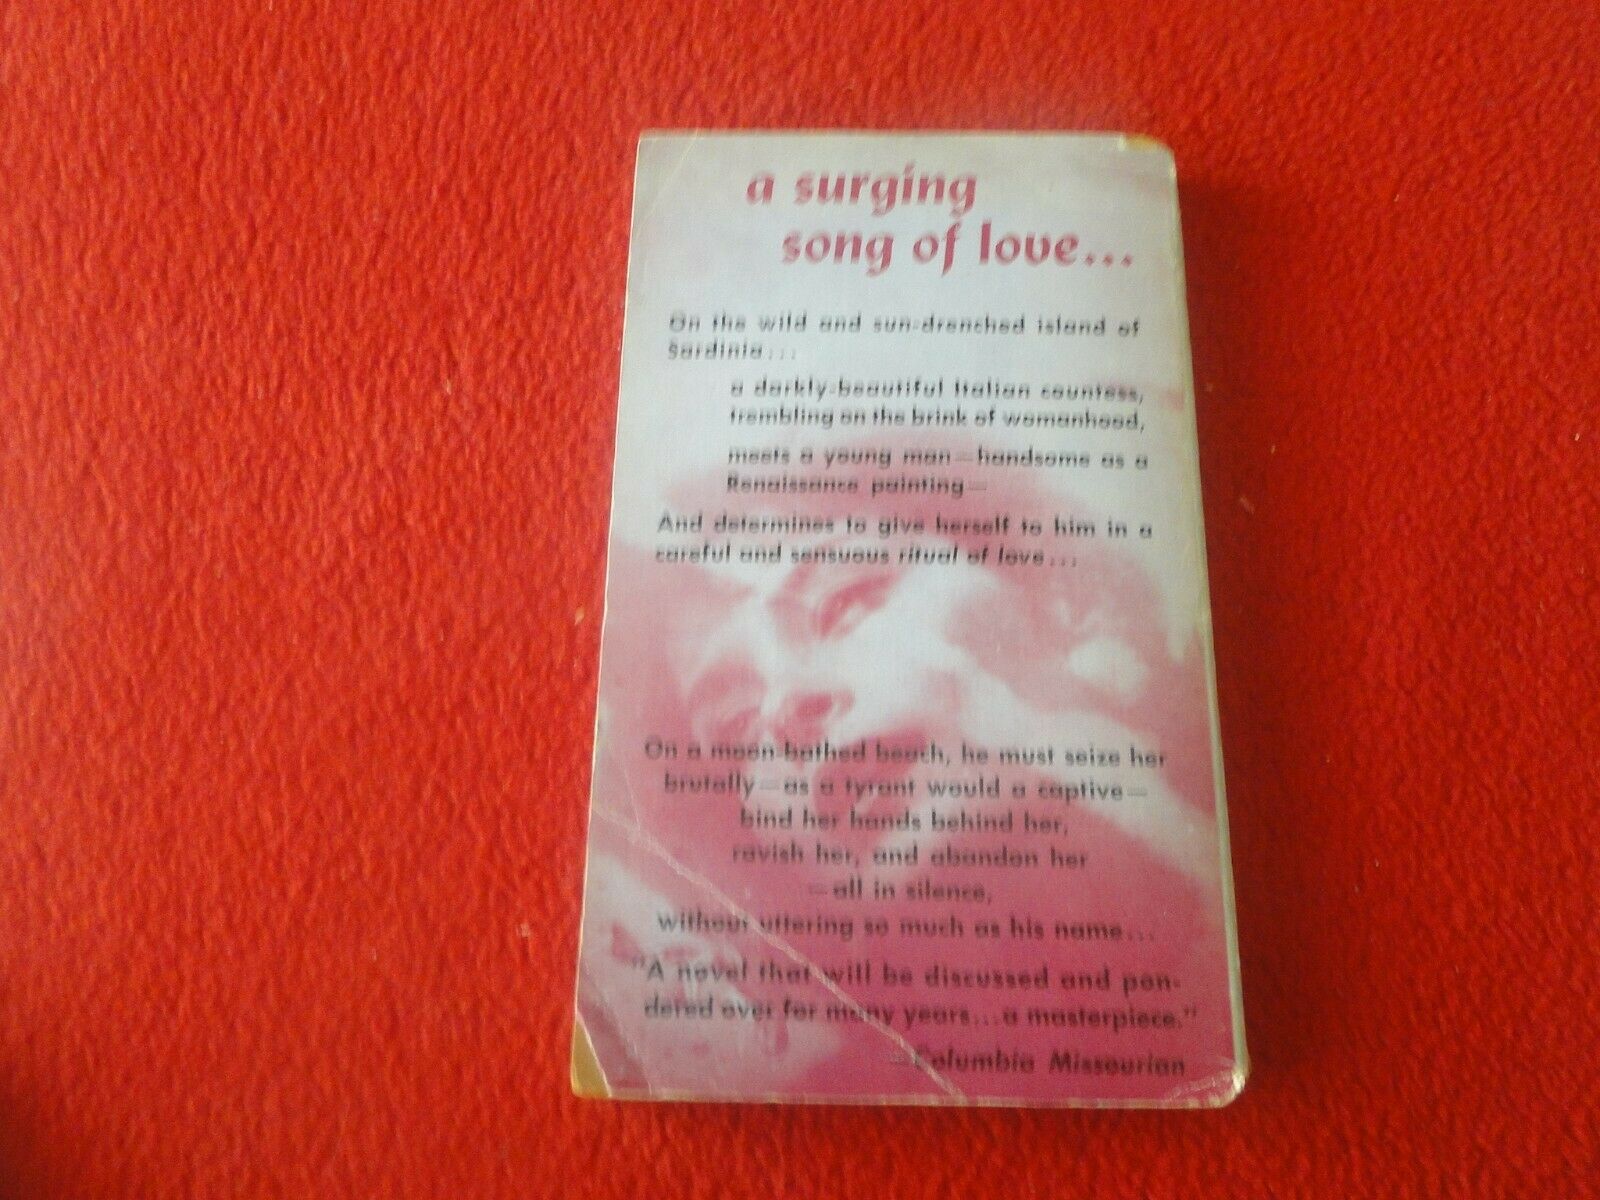 a surging
song of love...
On the wild and sun-drenched island of
Sardinia...
a darkly-beautiful Italian countess,
trembling on the brink of womanhood,
meets a young man—handsome as a
Renaissance painting—
And determines to give herself to him in a
careful and sensuous ritual of love...
On a moon-bathed beach, he must seize her
brutally—as a tyrant would a captive—
bind her hands behind her,
ravish her, and abandon her
—all in silence,
without uttering so much as his name...
"A novel that will be discussed and pon-
dered over for many years...a masterpiece."
—Columbia Missourian